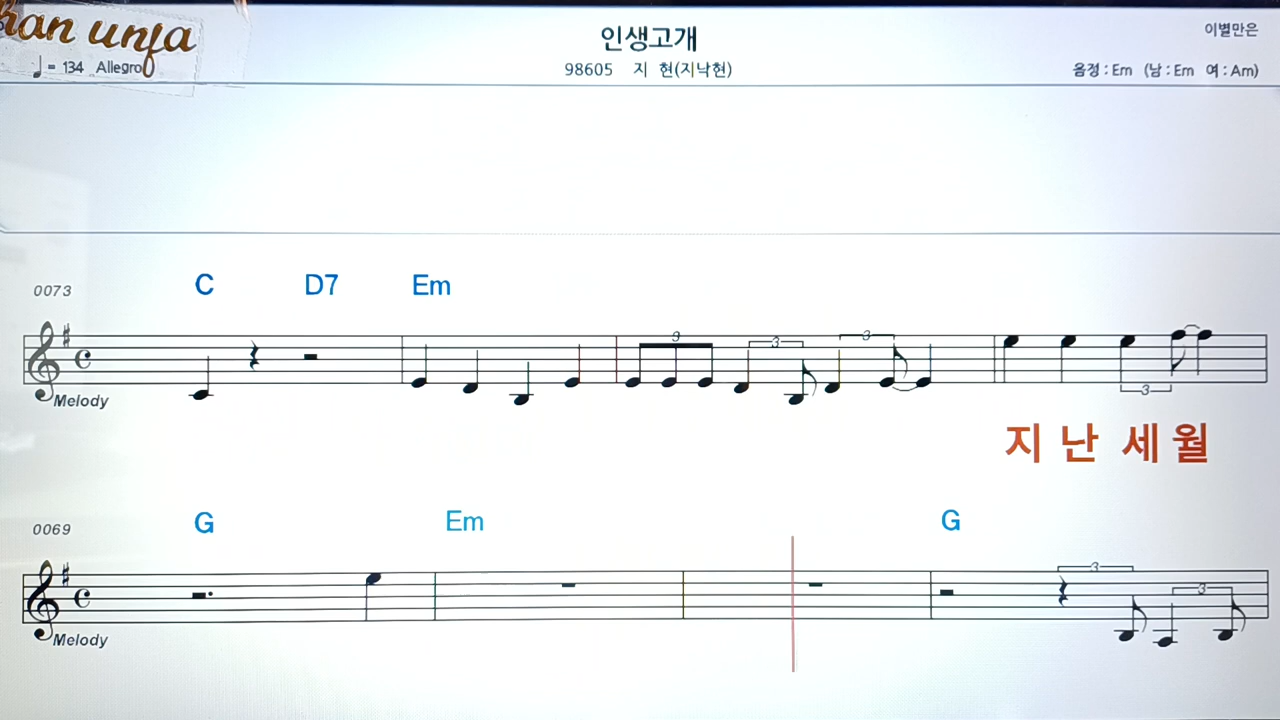 han unfa
인생고개
이별만은
♩= 134 Allegro
98605 지 현(지낙현)
음정 : Em (남 : Em 여 : Am)
0073
C D7 Em
3 3 3
Melody
3
지 난 세 월
0069
G Em G
3 3
Melody